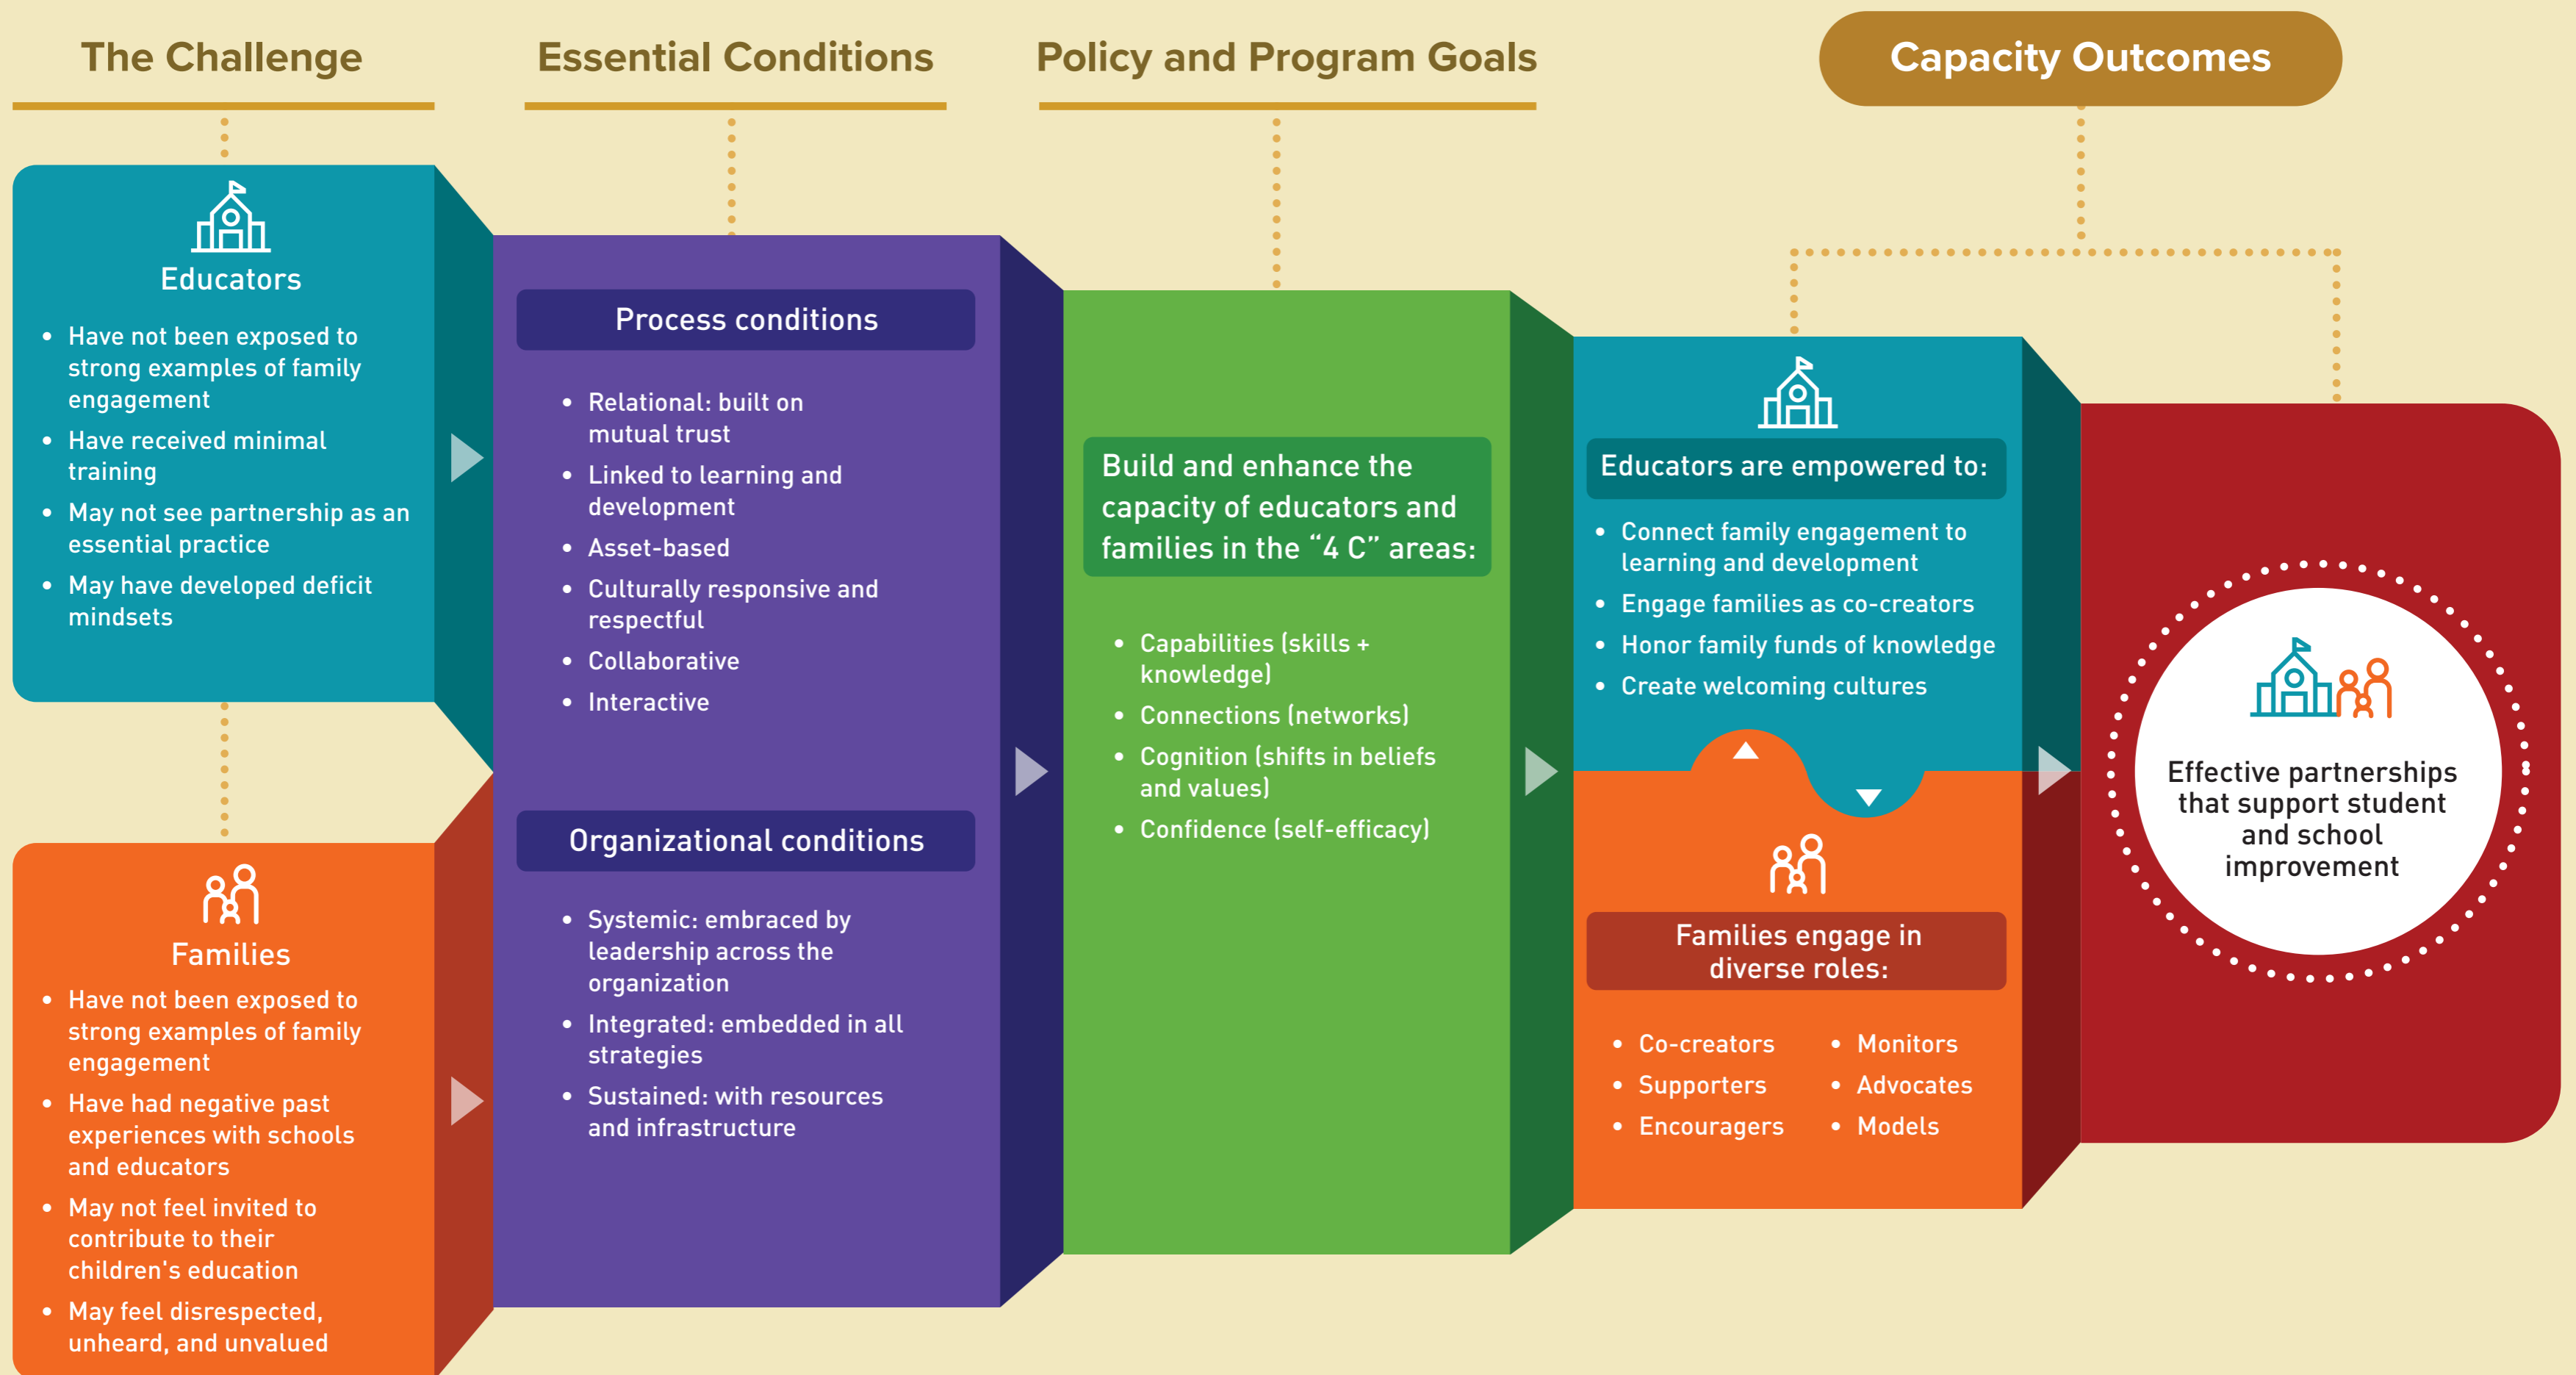 The Challenge
Essential Conditions
Policy and Program Goals
Capacity Outcomes
Educators
• Have not been exposed to
strong examples of family
engagement
• Have received minimal
training
• May not see partnership as an
essential practice
• May have developed deficit
mindsets
Families
• Have not been exposed to
strong examples of family
engagement
• Have had negative past
experiences with schools
and educators
• May not feel invited to
contribute to their
children's education
• May feel disrespected,
unheard, and unvalued
Process conditions
• Relational: built on
mutual trust
• Linked to learning and
development
• Asset-based
• Culturally responsive and
respectful
• Collaborative
• Interactive
Organizational conditions
• Systemic: embraced by
leadership across the
organization
• Integrated: embedded in all
strategies
• Sustained: with resources
and infrastructure
Build and enhance the
capacity of educators and
families in the “4 C” areas:
• Capabilities (skills +
knowledge)
• Connections (networks)
• Cognition (shifts in beliefs
and values)
• Confidence (self-efficacy)
Educators are empowered to:
• Connect family engagement to
learning and development
• Engage families as co-creators
• Honor family funds of knowledge
• Create welcoming cultures
Families engage in
diverse roles:
• Co-creators
• Supporters
• Encouragers
• Monitors
• Advocates
• Models
Effective partnerships
that support student
and school
improvement